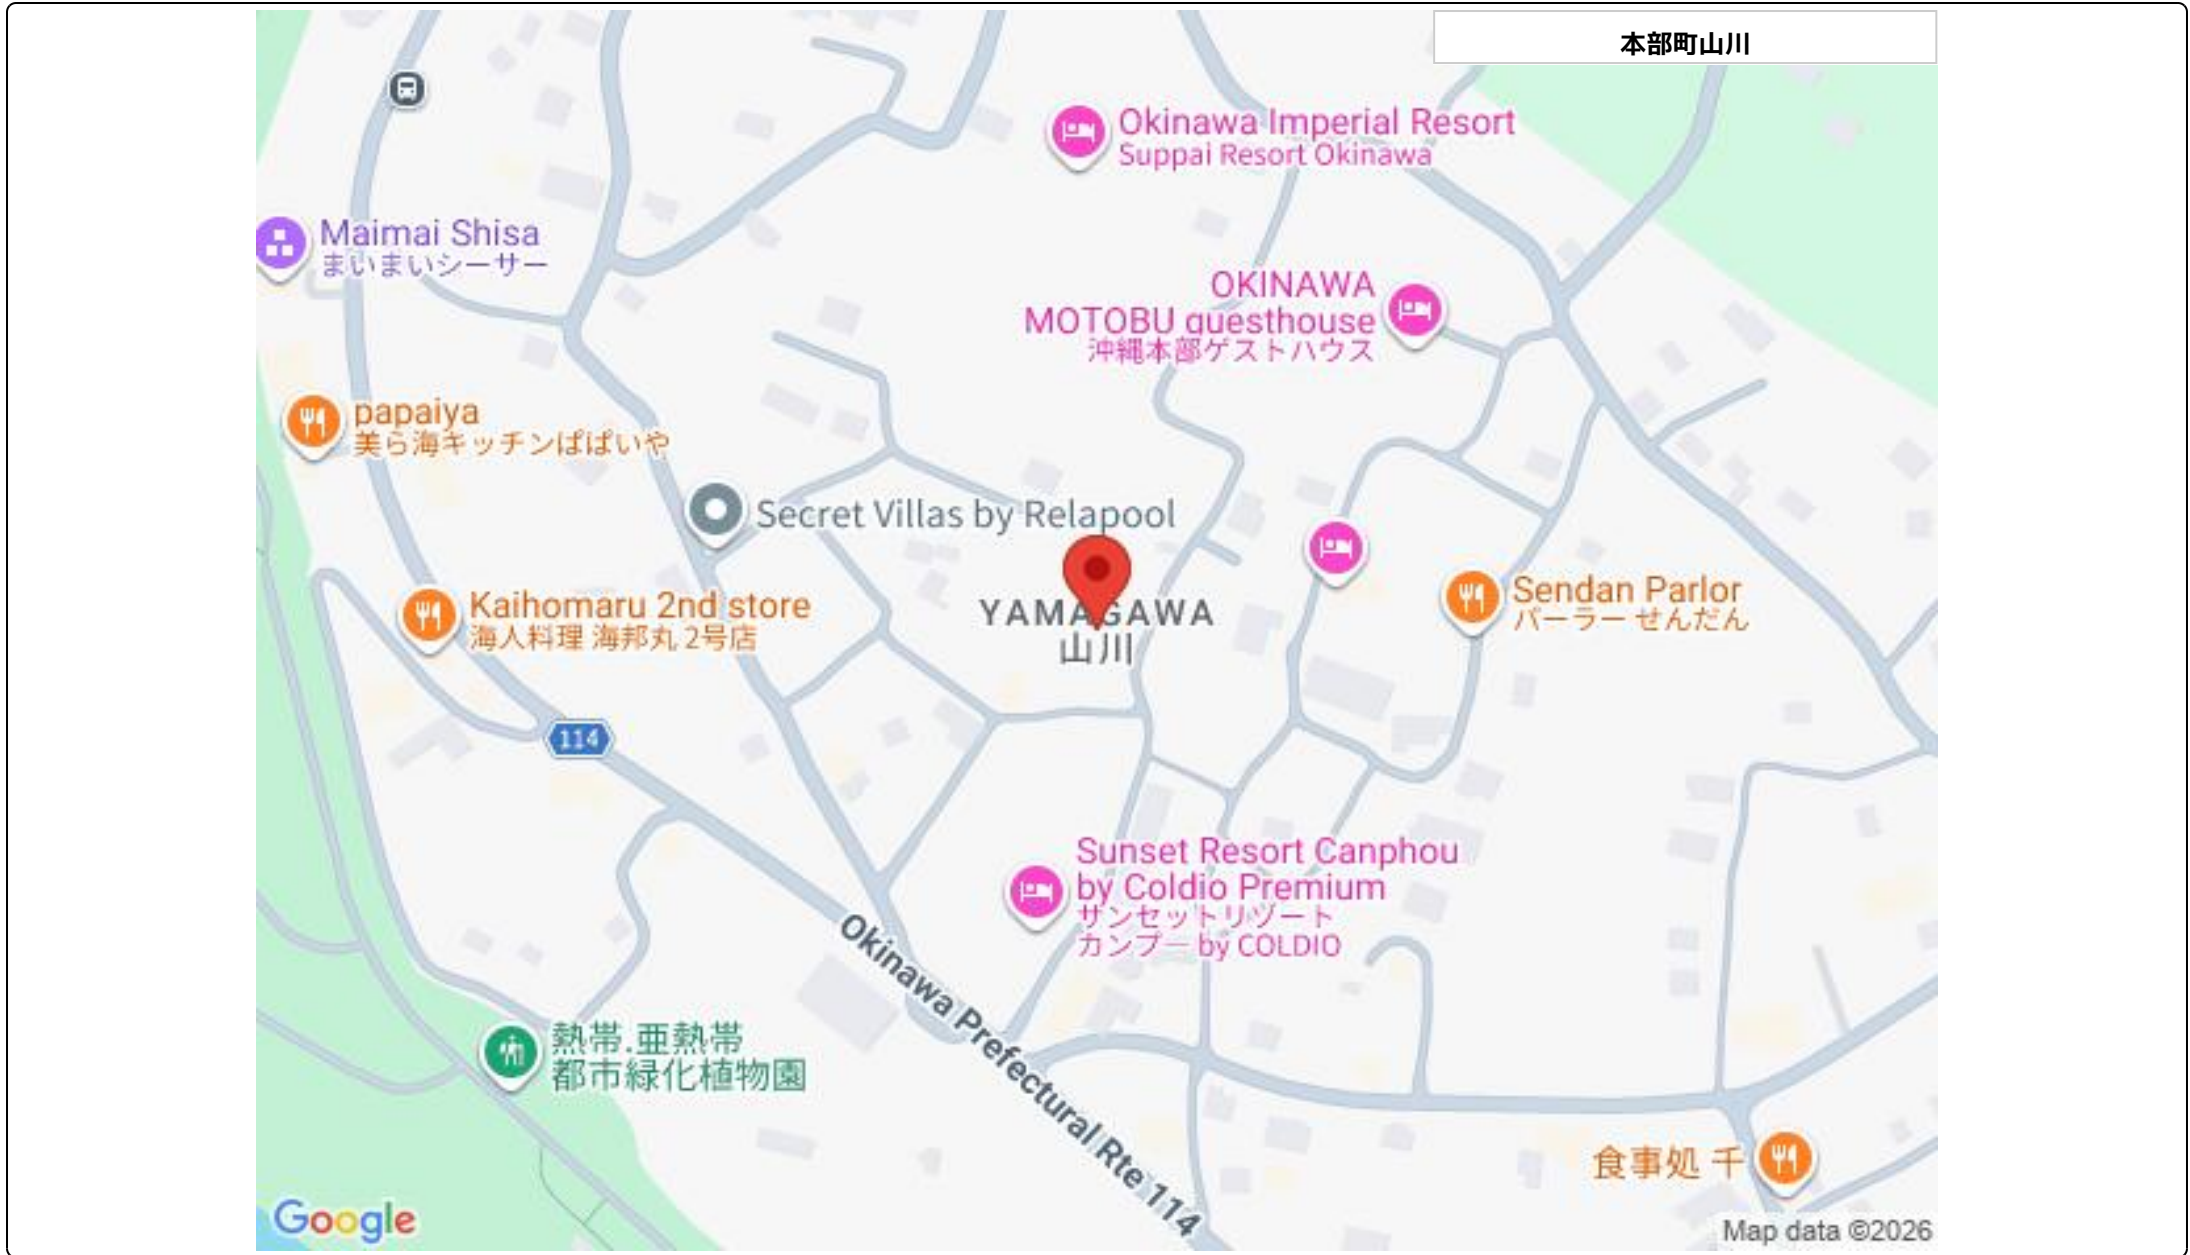 本部町山川
Okinawa Imperial Resort
Suppai Resort Okinawa
Maimai Shisa
まいまいシーサー
OKINAWA
MOTOBU guesthouse
沖縄本部ゲストハウス
papaiya
美ら海キッチンぱぱいや
Secret Villas by Relapool
Kaihomaru 2nd store
海人料理 海邦丸 2号店
YAMAGAWA
山川
Sendan Parlor
パーラー せんだん
114
Sunset Resort Canphou
by Coldio Premium
サンセットリゾート
カンプー by COLDIO
Okinawa Prefectural Rte 114
熱帯.亜熱帯
都市緑化植物園
食事処 千
Google
Map data ©2026